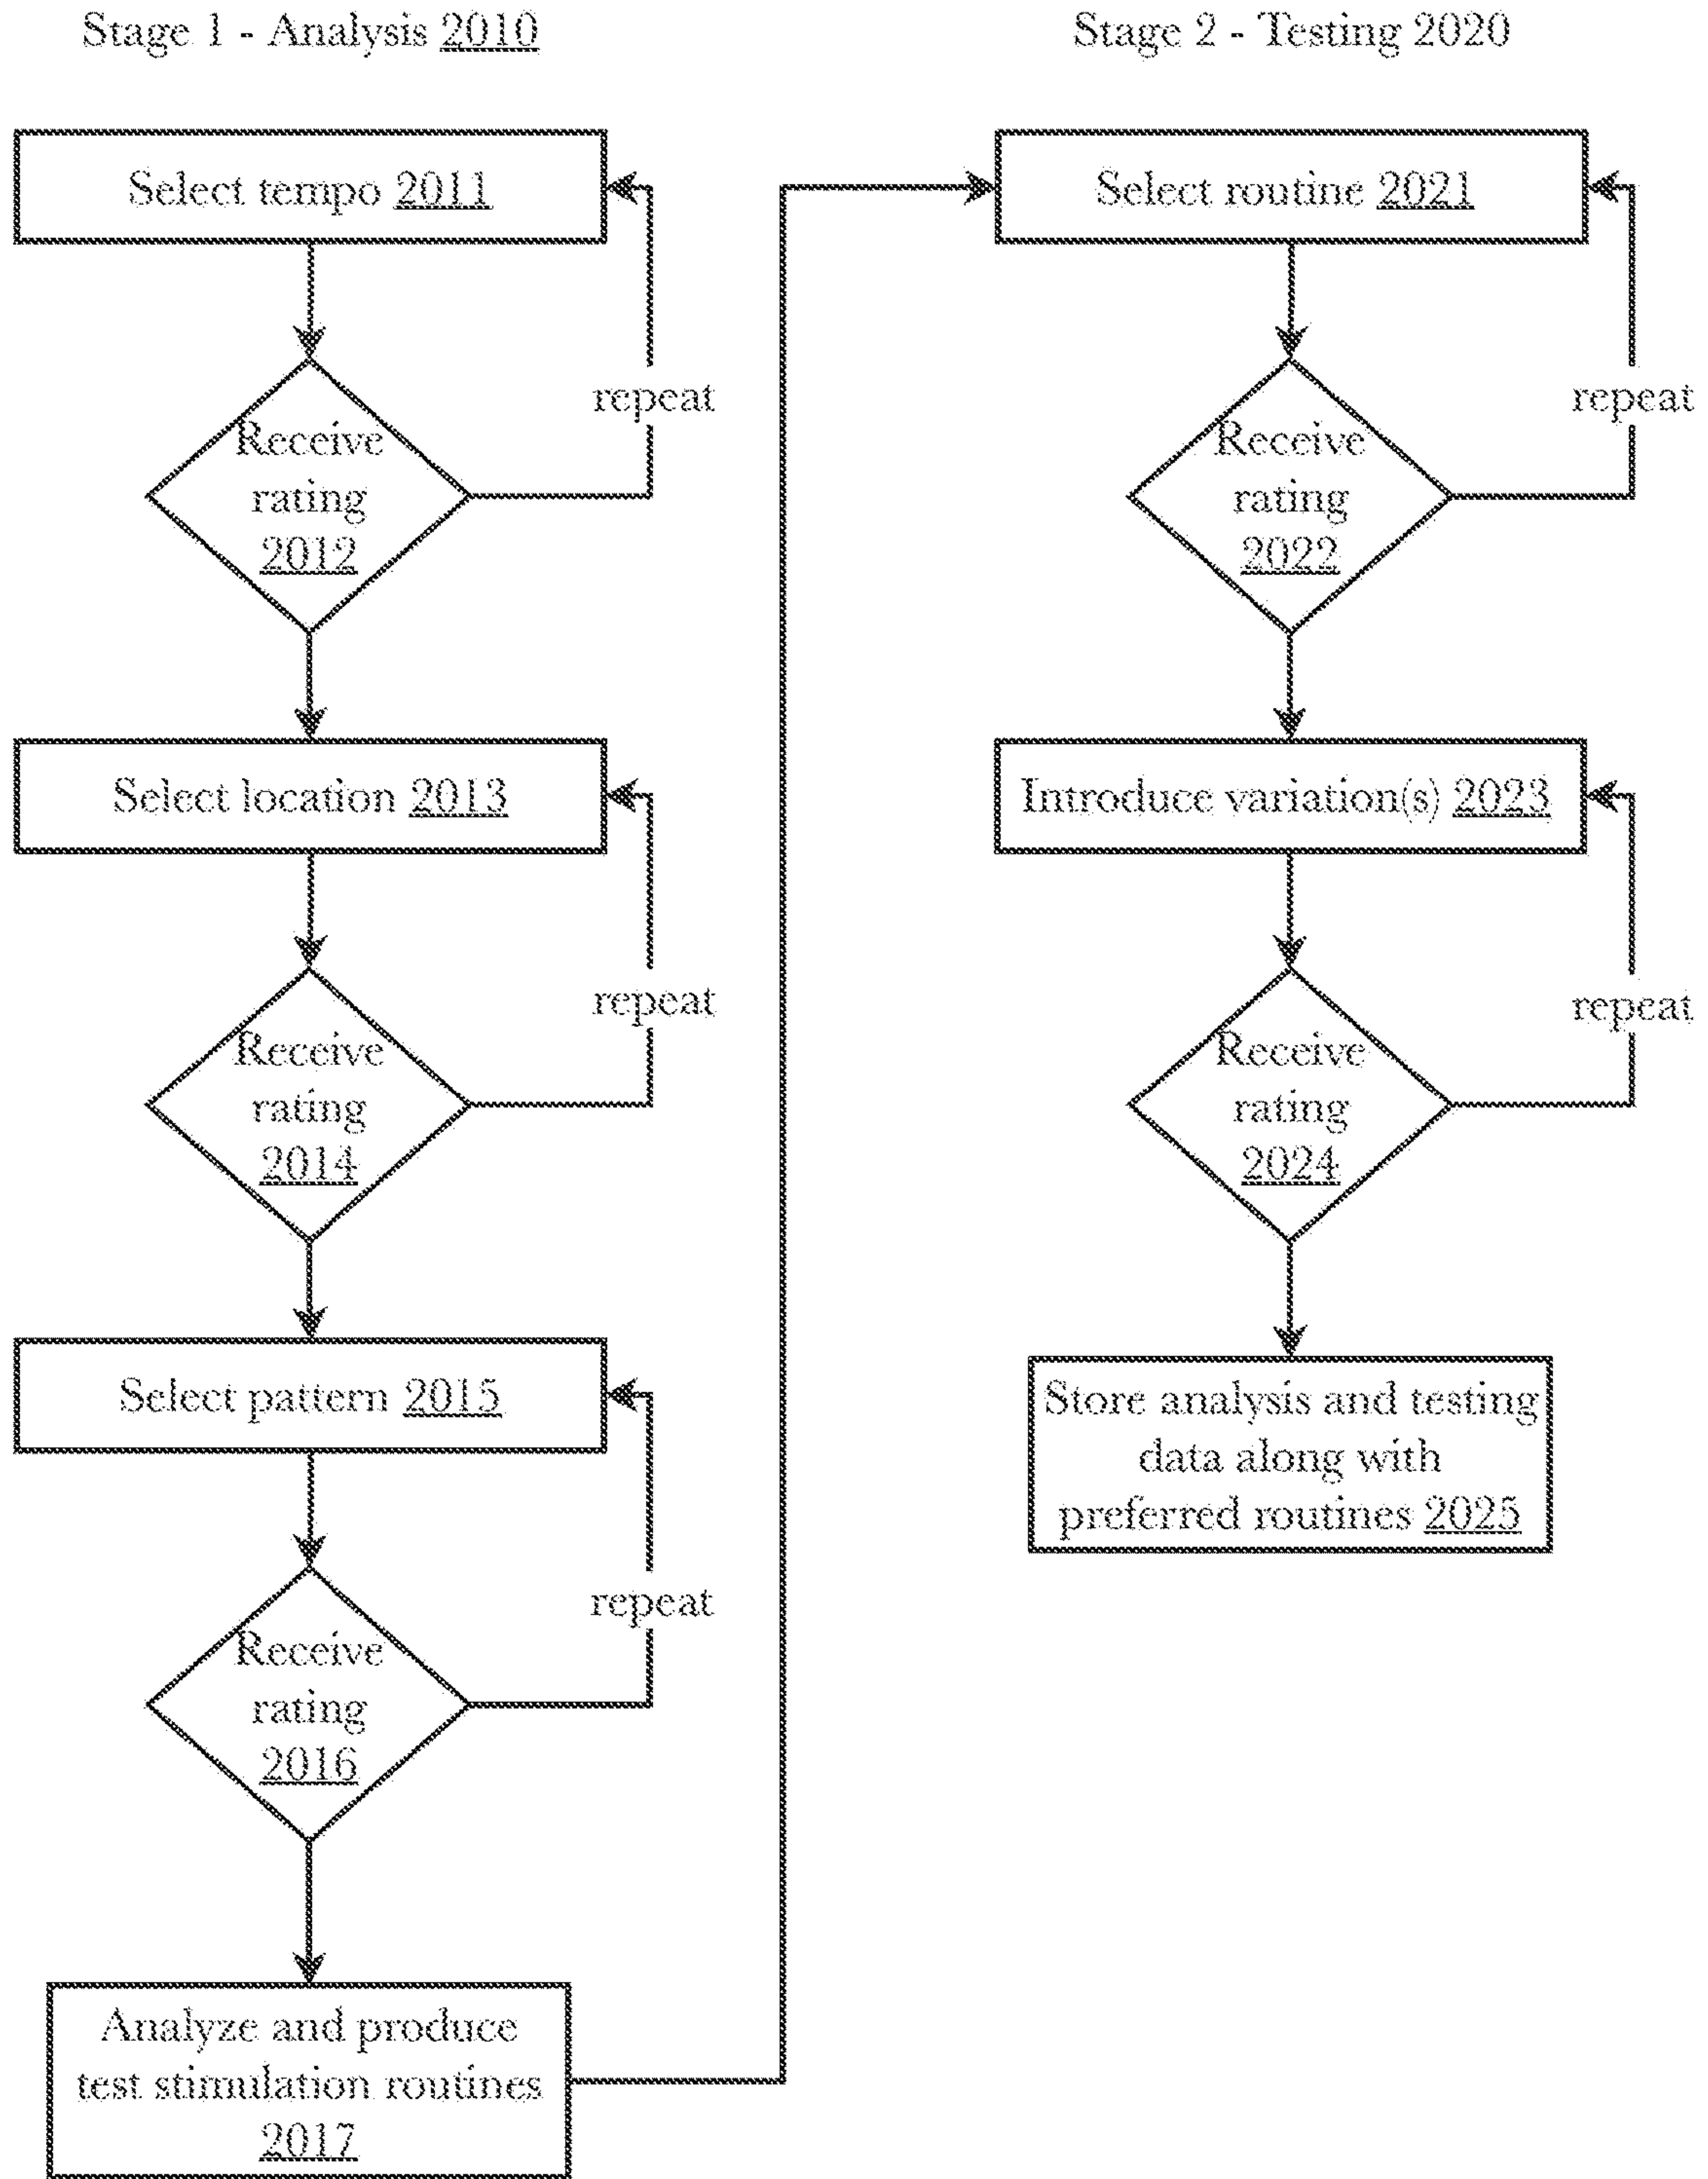 Stage 1 - Analysis 2010
Select tempo 2011
repeat
Receive
rating
2012
Select location 2013
repeat
Receive
rating
2014
Select pattern 2015
repeat
Receive
rating
2016
Analyze and produce
test stimulation routines
2017
Stage 2 - Testing 2020
Select routine 2021
repeat
Receive
rating
2022
Introduce variation(s) 2023
repeat
Receive
rating
2024
Store analysis and testing
data along with
preferred routines 2025